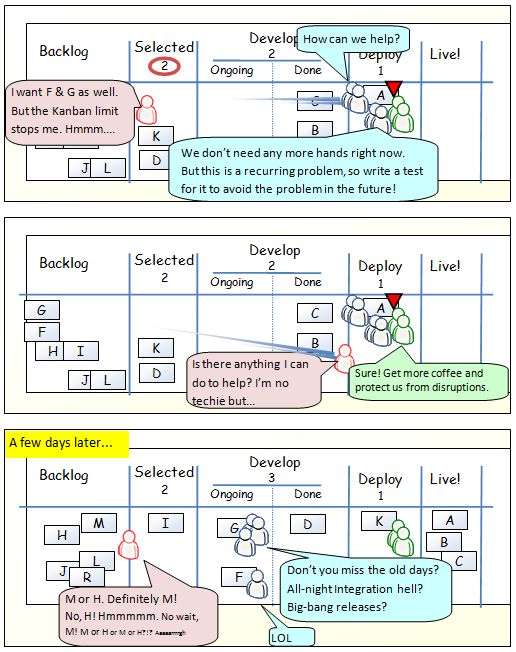 Backlog
Selected
2
Develop
2
Ongoing
Done
Deploy
1
Live!
How can we help?
I want F & G as well.
But the Kanban limit
stops me. Hmmm....
C
A
K
B
D
J L
We don't need any more hands right now.
But this is a recurring problem, so write a test
for it to avoid the problem in the future!
Backlog
Selected
2
Develop
2
Ongoing
Done
Deploy
1
Live!
G
F
H I
J L
K
D
C
B
A
Is there anything I can
do to help? I'm no
techie but...
Sure! Get more coffee and
protect us from disruptions.
A few days later...
Backlog
Selected
2
Develop
3
Ongoing
Done
Deploy
1
Live!
M
H
L
J
R
I
G
F
D
K
A
B
C
M or H. Definitely M!
No, H! Hmmmmm. No wait,
M! M or H or M or H?!? Aaaaarrrrgh
Don't you miss the old days?
All-night Integration hell?
Big-bang releases?
LOL